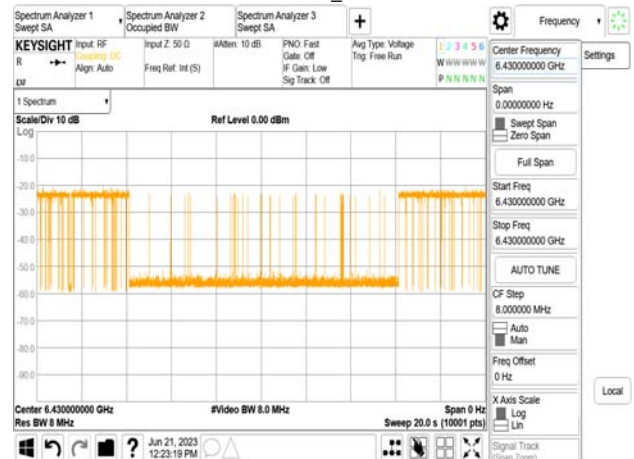 Spectrum Analyzer 1
Swept SA
Spectrum Analyzer 2
Occupied BW
Spectrum Analyzer 3
Swept SA
Frequency
KEYSIGHT
R
LW
Input: RF
Coupling: DC
Align: Auto
Input Z: 50 Ω
Freq Ref: Int (S)
#Atten: 10 dB
PNO: Fast
Gate: Off
IF Gain: Low
Sig Track: Off
Avg Type: Voltage
Trig: Free Run
1 2 3 4 5 6
W W W W W W
P N N N N N
Center Frequency
6.430000000 GHz
Settings
1 Spectrum
Scale/Div 10 dB
Ref Level 0.00 dBm
Log
-10.0
-20.0
-30.0
-40.0
-50.0
-60.0
-70.0
-80.0
-90.0
Span
0.00000000 Hz
Swept Span
Zero Span
Full Span
Start Freq
6.430000000 GHz
Stop Freq
6.430000000 GHz
AUTO TUNE
CF Step
8.000000 MHz
Auto
Man
Freq Offset
0 Hz
X Axis Scale
Log
Lin
Signal Track
(Span Zoom)
Local
Center 6.430000000 GHz
#Video BW 8.0 MHz
Span 0 Hz
Res BW 8 MHz
Sweep 20.0 s (10001 pts)
?
Jun 21, 2023
12:23:19 PM